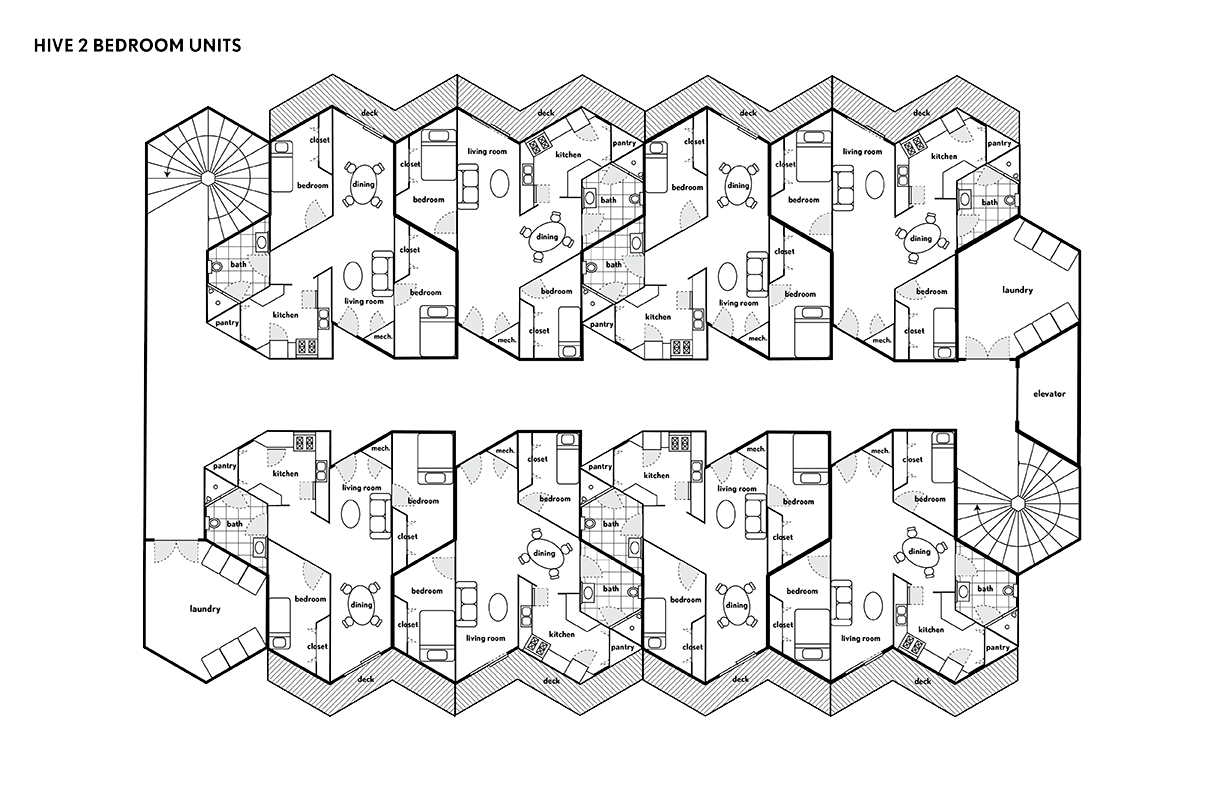 HIVE 2 BEDROOM UNITS
deck
deck
deck
deck
closet
bedroom
dining
closet
bedroom
living room
kitchen
pantry
bath
dining
closet
bedroom
dining
closet
bedroom
living room
kitchen
pantry
bath
dining
bath
pantry
kitchen
living room
mech.
closet
bedroom
bedroom
closet
mech.
bath
pantry
kitchen
living room
mech.
closet
bedroom
bedroom
closet
mech.
laundry
elevator
pantry
kitchen
bath
living room
mech.
bedroom
closet
mech.
closet
bedroom
dining
pantry
kitchen
bath
living room
mech.
bedroom
closet
mech.
closet
bedroom
dining
laundry
bedroom
closet
dining
bedroom
closet
living room
kitchen
bath
pantry
bedroom
closet
dining
bedroom
closet
living room
kitchen
bath
pantry
deck
deck
deck
deck